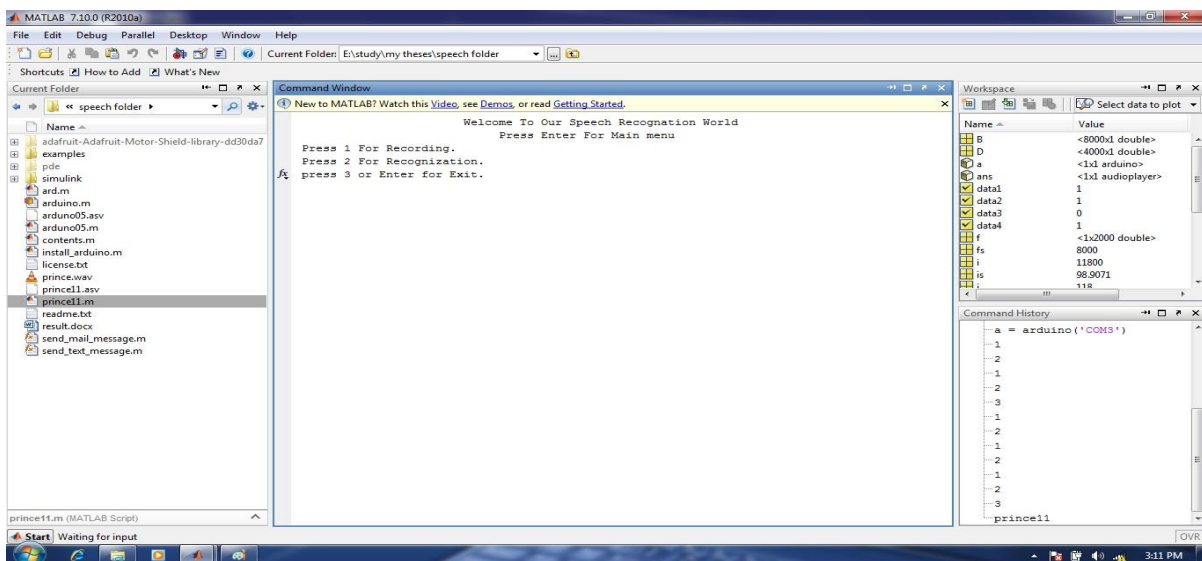 MATLAB 7.10.0 (R2010a)
File Edit Debug Parallel Desktop Window Help
Current Folder: E:\study\my theses\speech folder
Shortcuts How to Add What's New
Current Folder
« speech folder
Name
adafruit-Adafruit-Motor-Shield-library-dd30da7
examples
pde
simulink
ard.m
arduino.m
arduno05.asv
arduno05.m
contents.m
install_arduino.m
license.txt
prince.wav
prince11.asv
prince11.m
readme.txt
result.docx
send_mail_message.m
send_text_message.m
prince11.m (MATLAB Script)
Command Window
New to MATLAB? Watch this Video, see Demos, or read Getting Started.
Welcome To Our Speech Recognation World
Press Enter For Main menu
Press 1 For Recording.
Press 2 For Recognization.
fx press 3 or Enter for Exit.
Workspace
Select data to plot
Name Value
B <8000x1 double>
D <4000x1 double>
a <1x1 arduino>
ans <1x1 audioplayer>
data1 1
data2 1
data3 0
data4 1
f <1x2000 double>
fs 8000
i 11800
is 98.9071
118
Command History
a = arduino('COM3')
1
2
1
2
3
1
2
1
2
1
2
3
prince11
Start Waiting for input
OVR
3:11 PM